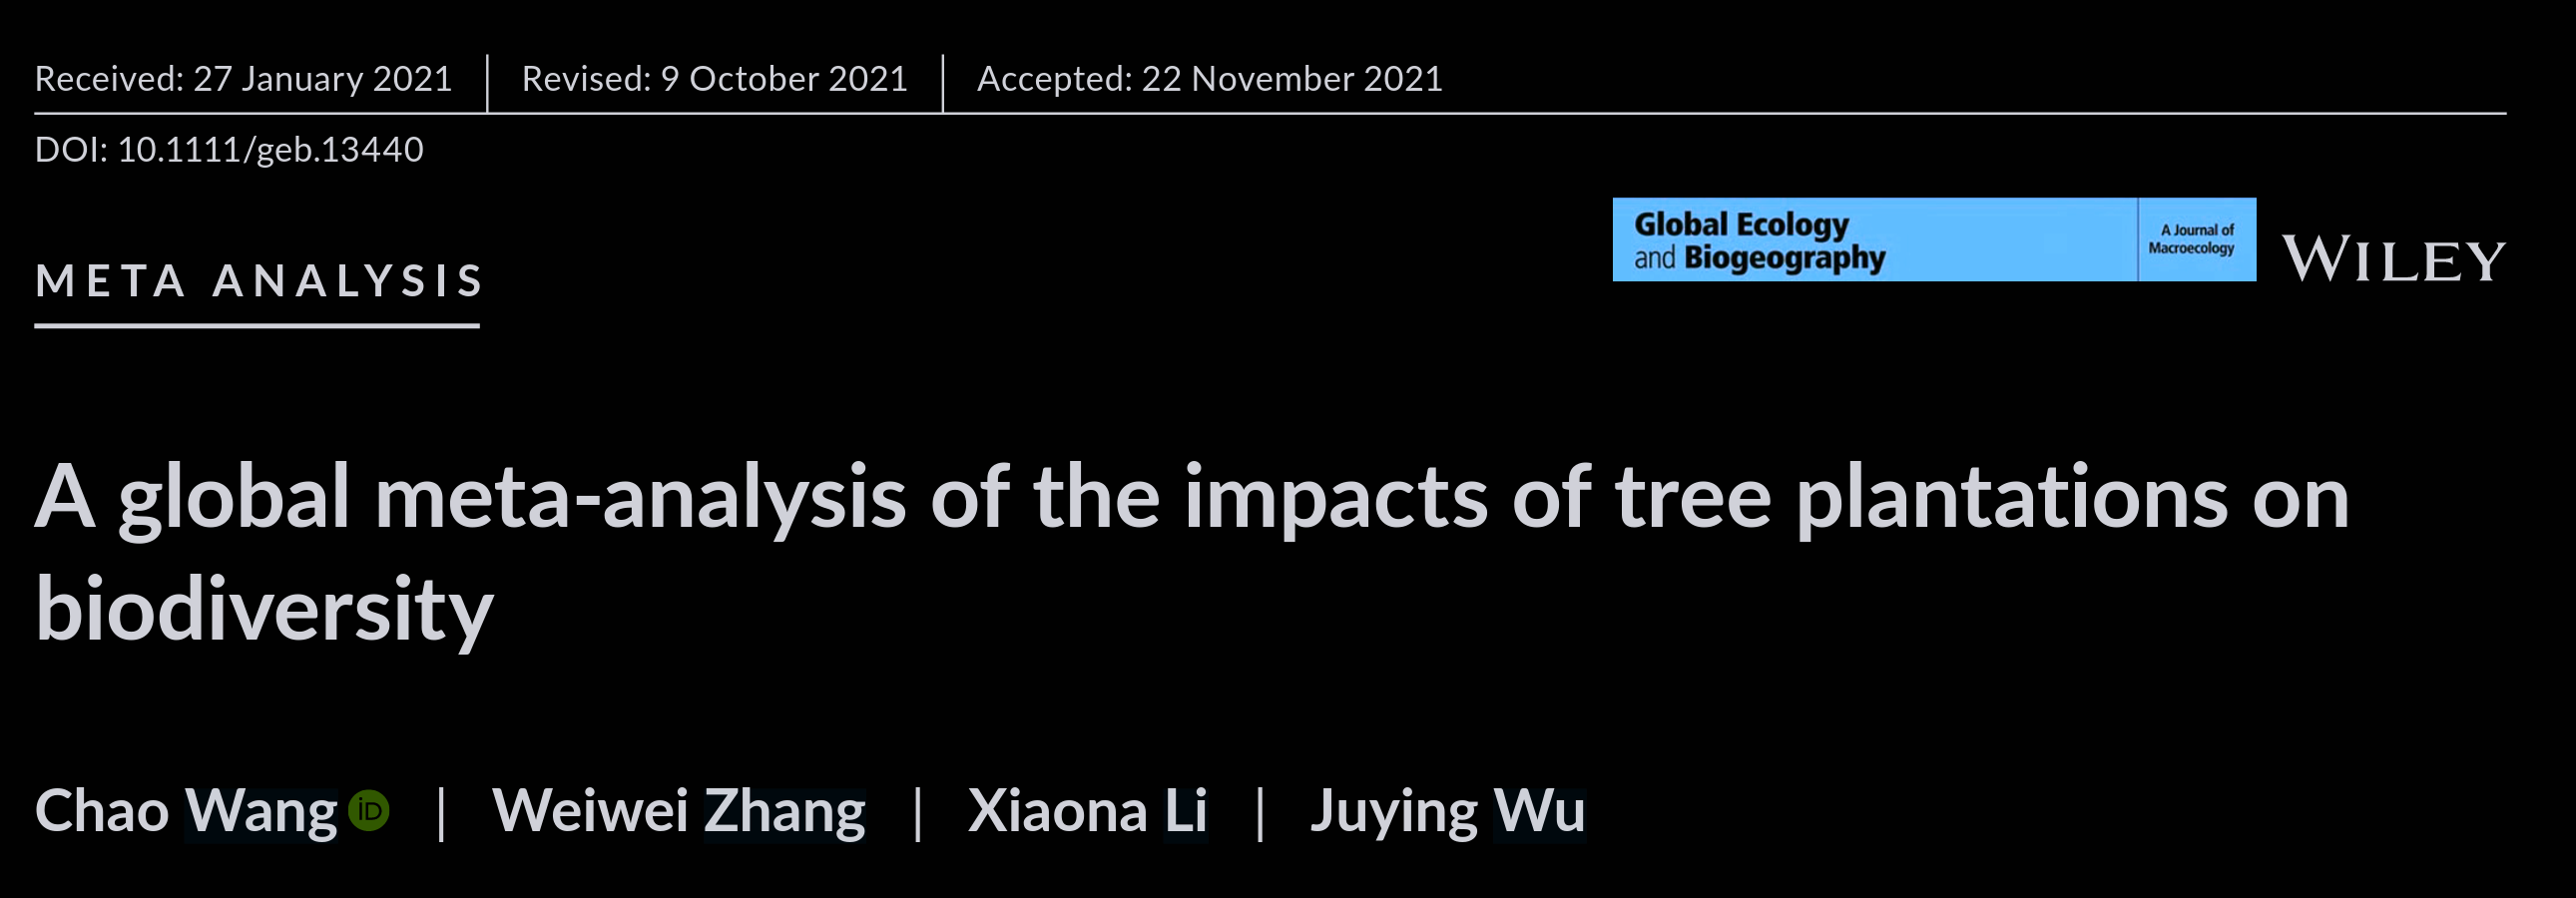 Received: 27 January 2021 | Revised: 9 October 2021 | Accepted: 22 November 2021
DOI: 10.1111/geb.13440
META ANALYSIS
Global Ecology
and Biogeography
A Journal of
Macroecology
WILEY
A global meta-analysis of the impacts of tree plantations on
biodiversity
Chao Wang iD | Weiwei Zhang | Xiaona Li | Juying Wu